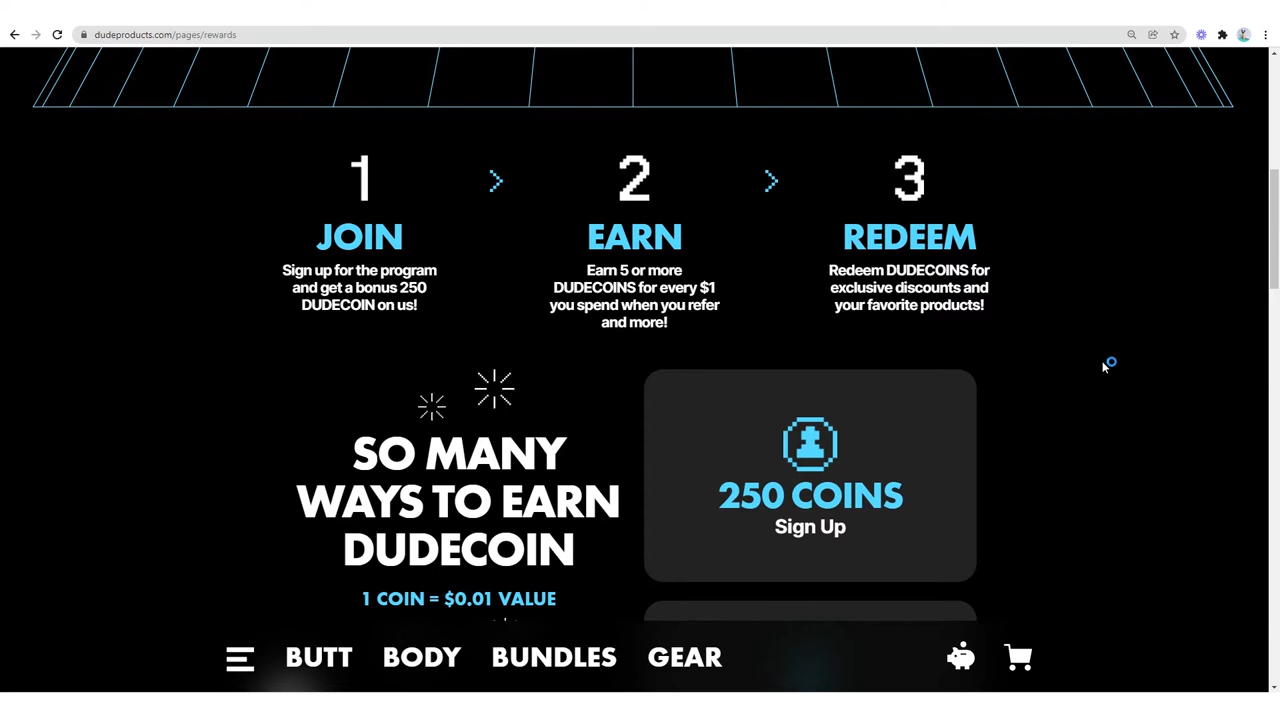 dudeproducts.com/pages/rewards
1
2
3
JOIN
EARN
REDEEM
Sign up for the program
and get a bonus 250
DUDECOIN on us!
Earn 5 or more
DUDECOINS for every $1
you spend when you refer
and more!
Redeem DUDECOINS for
exclusive discounts and
your favorite products!
SO MANY
WAYS TO EARN
DUDECOIN
1 COIN = $0.01 VALUE
250 COINS
Sign Up
BUTT BODY BUNDLES GEAR